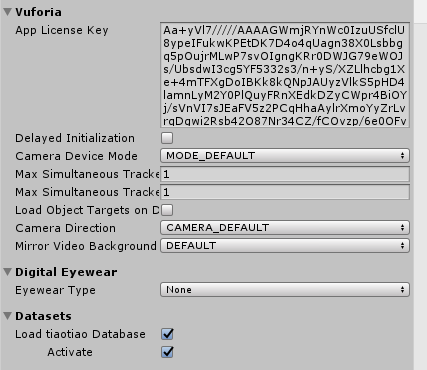 Vuforia
App License Key
Aa+yVl7/////AAAAGWmjRYnWc0IzuUSfclU
8ypeIFukwKPEtDK7D4o4qUagn38X0Lsbbg
q5pOujrMLwP7svOIgngKRr0DWJG79eWOJ
s/UbsdwI3cg5YF5332s3/n+yS/XZLlhcbg1X
e+4mTFXgDoIBKk8kQNpJAUyzVlkS5pHD4
lamnLyM2Y0PlQuyFRnXEdkDZyCWpr4BiOY
j/sVnVI7sJEaFV5z2PCqHhaAylrXmoYyZrLv
rqDqwi2Rsb42O87Nr34CZ/fCOvzp/6e0OFv
Delayed Initialization
Camera Device Mode MODE_DEFAULT
Max Simultaneous Tracke 1
Max Simultaneous Tracke 1
Load Object Targets on D
Camera Direction CAMERA_DEFAULT
Mirror Video Background DEFAULT
Digital Eyewear
Eyewear Type None
Datasets
Load tiaotiao Database
Activate